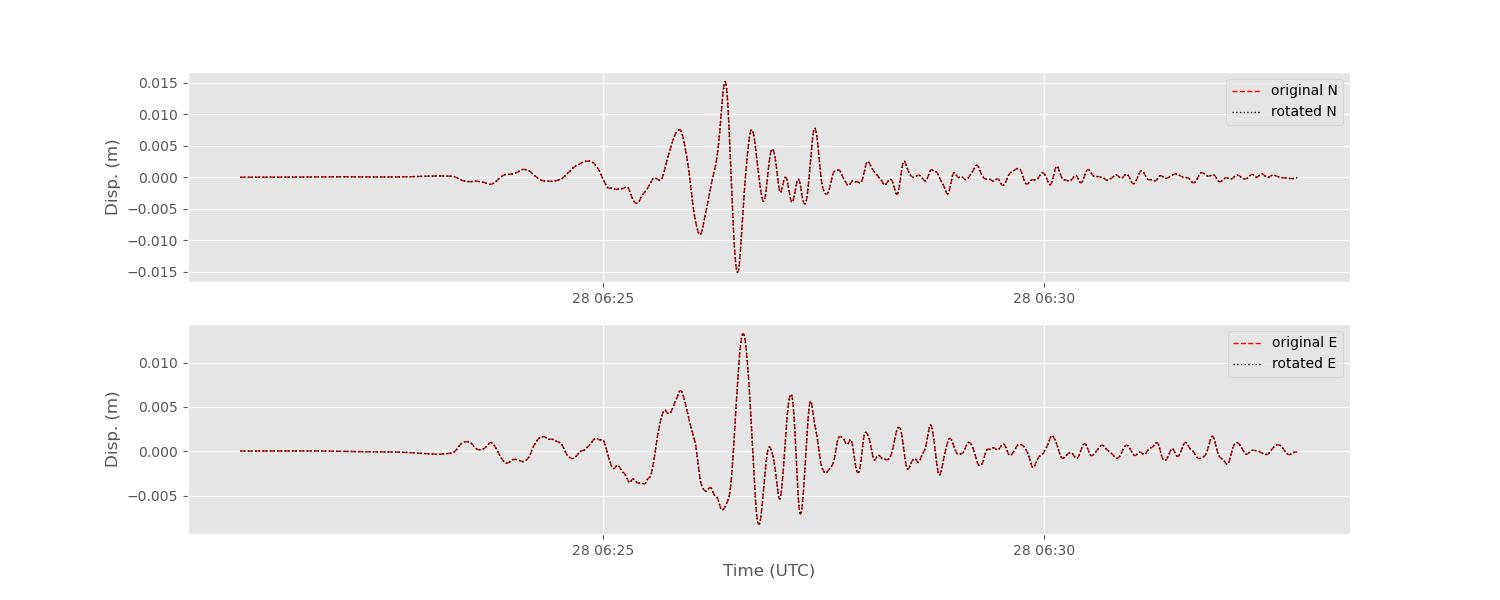 0.015
0.010
0.005
0.000
−0.005
−0.010
−0.015
Disp. (m)
original N
rotated N
28 06:25
28 06:30
0.010
0.005
0.000
−0.005
Disp. (m)
original E
rotated E
28 06:25
28 06:30
Time (UTC)